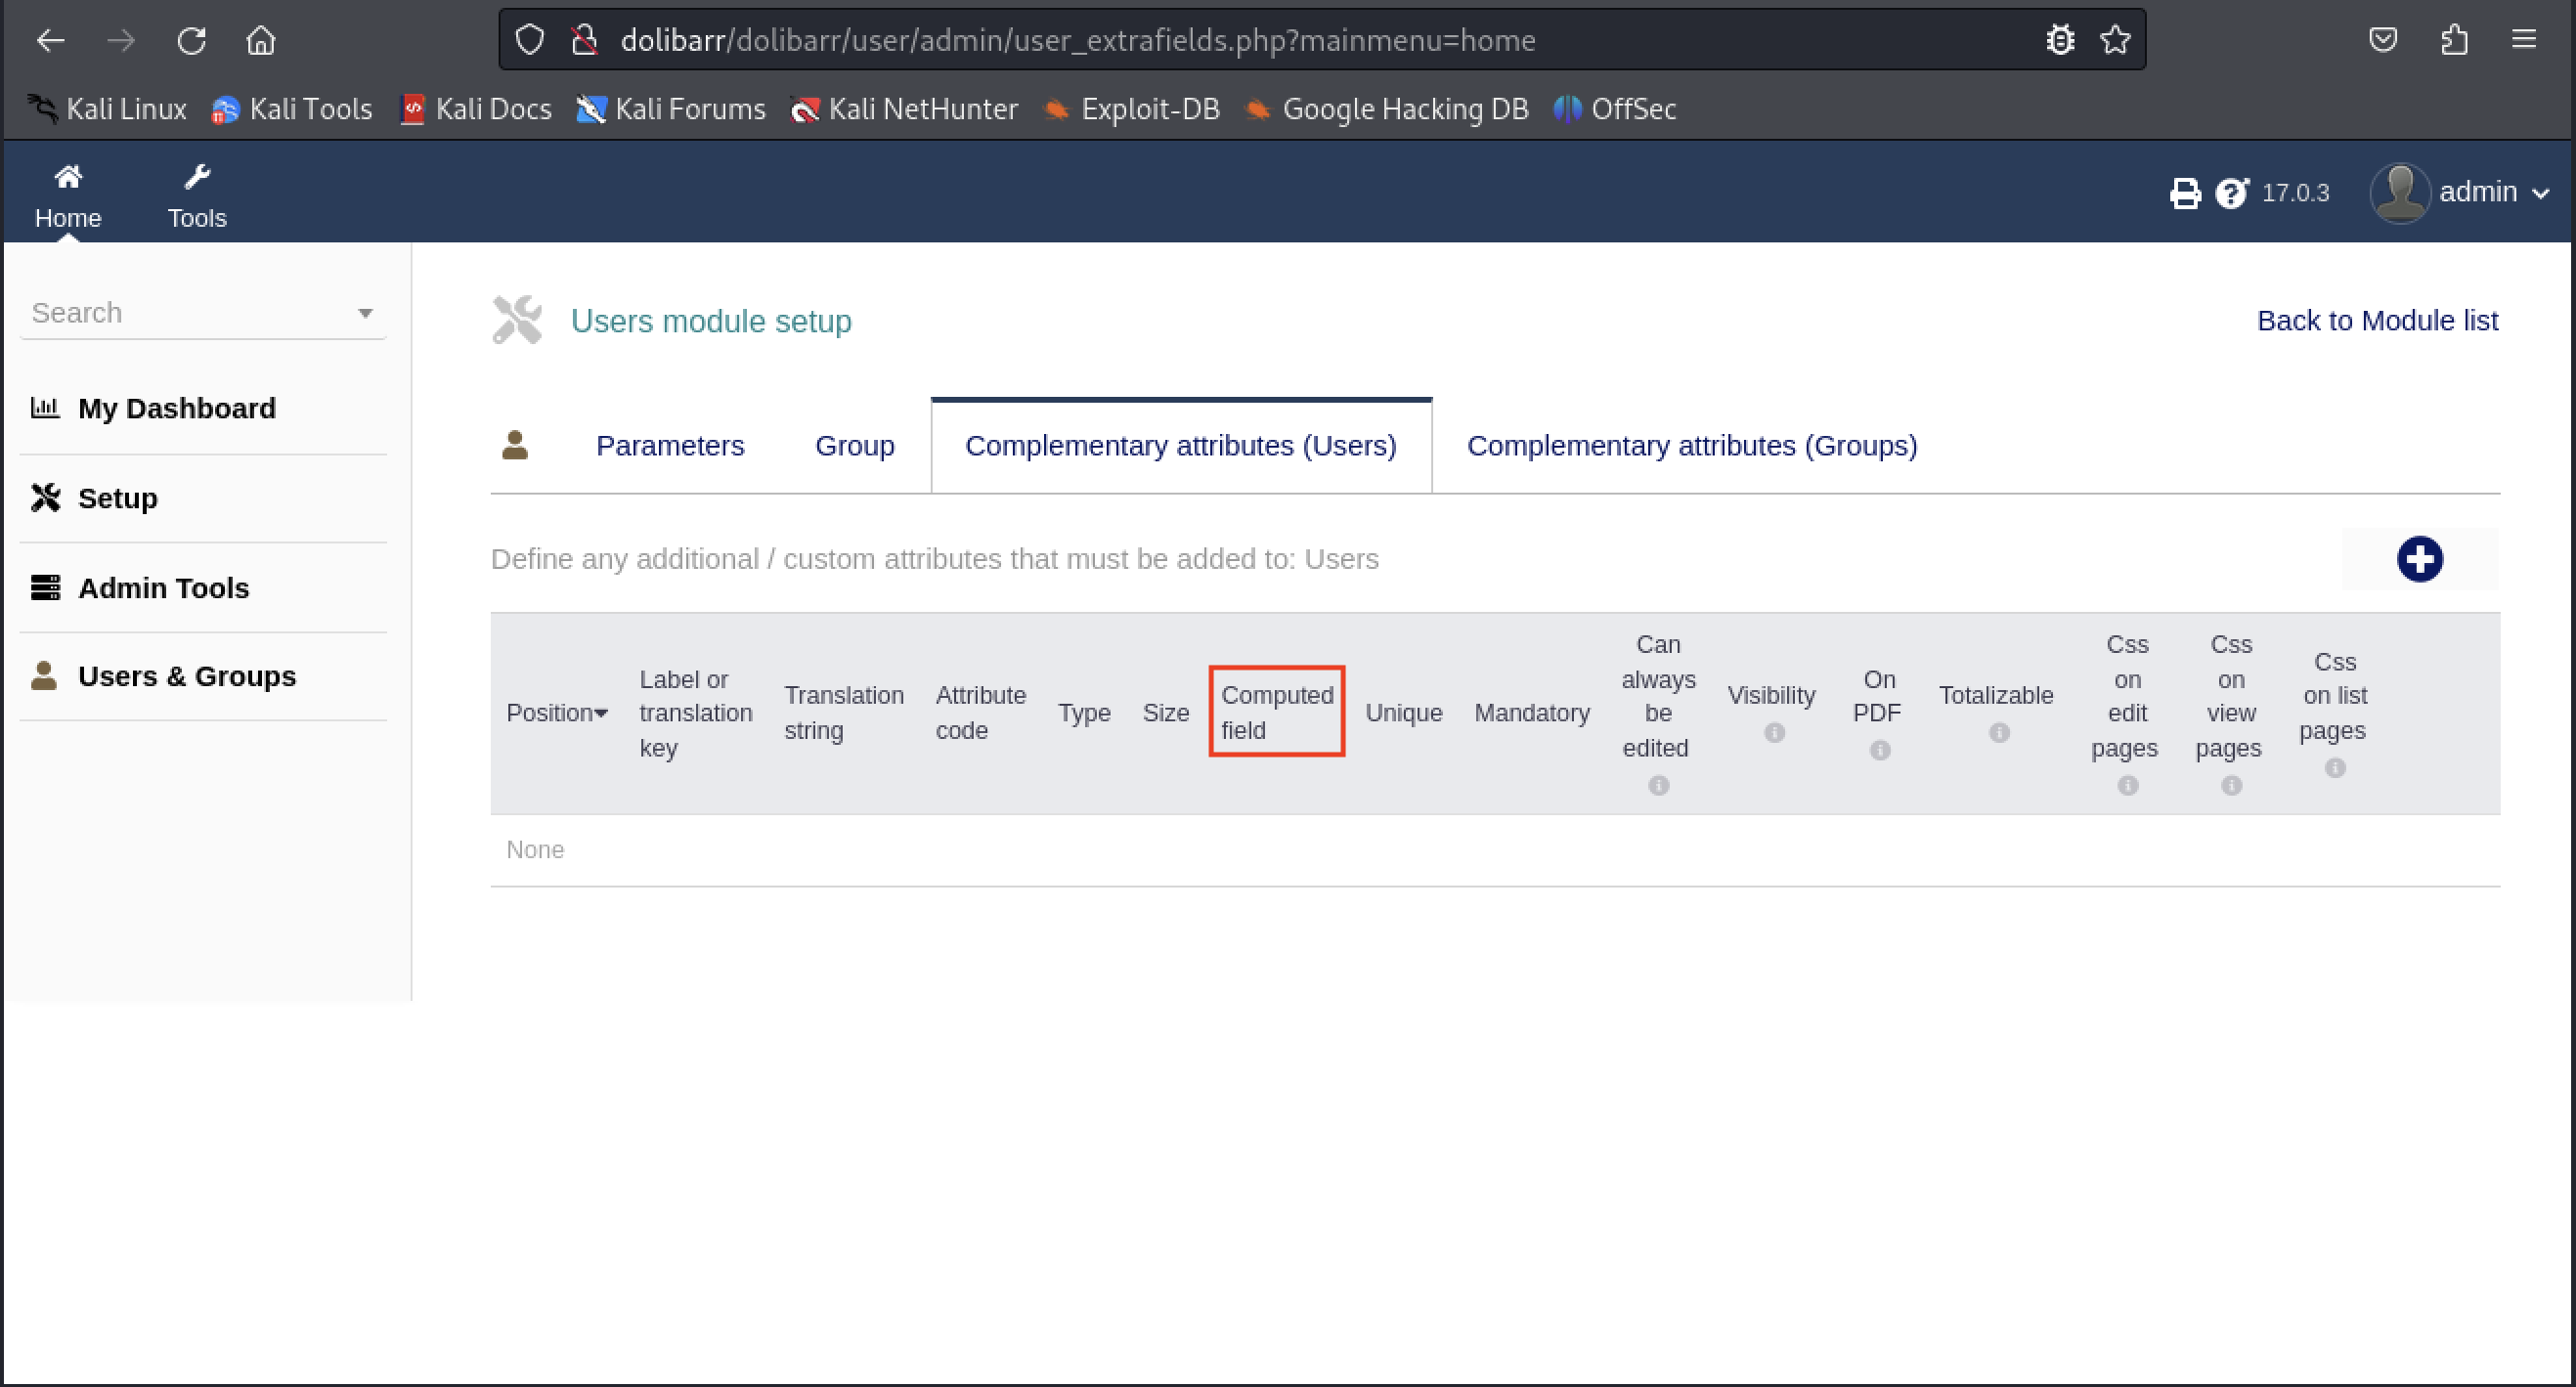 dolibarr/dolibarr/user/admin/user_extrafields.php?mainmenu=home
Kali Linux Kali Tools Kali Docs Kali Forums Kali NetHunter Exploit-DB Google Hacking DB OffSec
Home Tools 17.0.3 admin
Search
My Dashboard
Setup
Admin Tools
Users & Groups
Users module setup Back to Module list
Parameters Group Complementary attributes (Users) Complementary attributes (Groups)
Define any additional / custom attributes that must be added to: Users
Position
Label or
translation
key
Translation
string
Attribute
code
Type
Size
Computed
field
Unique
Mandatory
Can
always
be
edited
Visibility
On
PDF
Totalizable
Css
on
edit
pages
Css
on
view
pages
Css
on list
pages
None